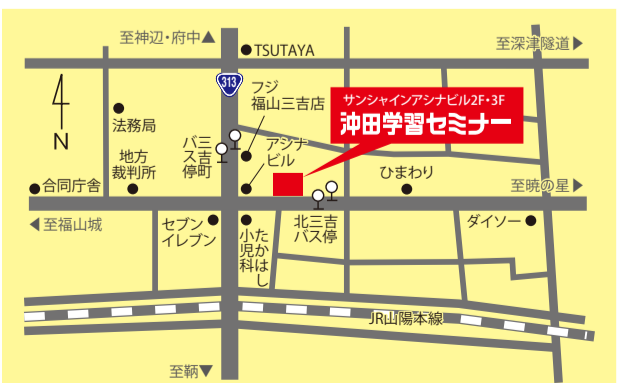 至神辺・府中▲
TSUTAYA
至深津隧道▶
313
フジ
福山三吉店
サンシャインアシナビル2F・3F
沖田学習セミナー
N
法務局
三吉町
バス停
アシナ
ビル
地方
裁判所
ひまわり
合同庁舎
至暁の星▶
◀至福山城
セブン
イレブン
たかはし
小児科
北三吉
バス停
ダイソー
JR山陽本線
至鞆▼